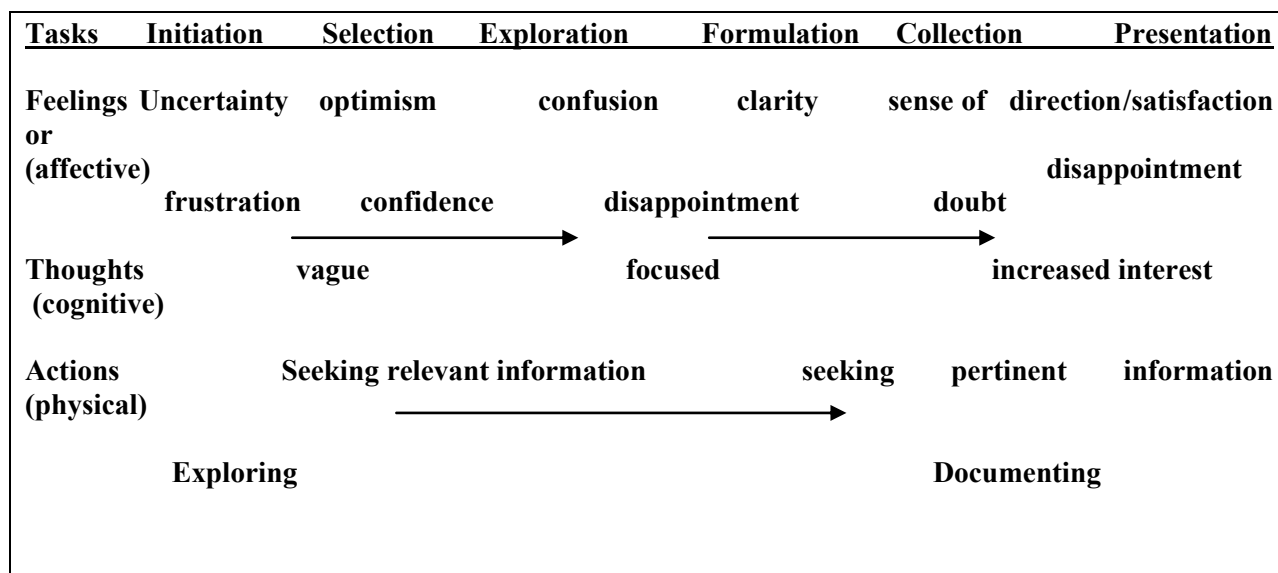 Tasks Initiation Selection Exploration Formulation Collection Presentation
Feelings Uncertainty optimism confusion clarity sense of direction/satisfaction
or
(affective) disappointment
frustration confidence disappointment doubt
Thoughts vague focused increased interest
(cognitive)
Actions Seeking relevant information seeking pertinent information
(physical)
Exploring Documenting